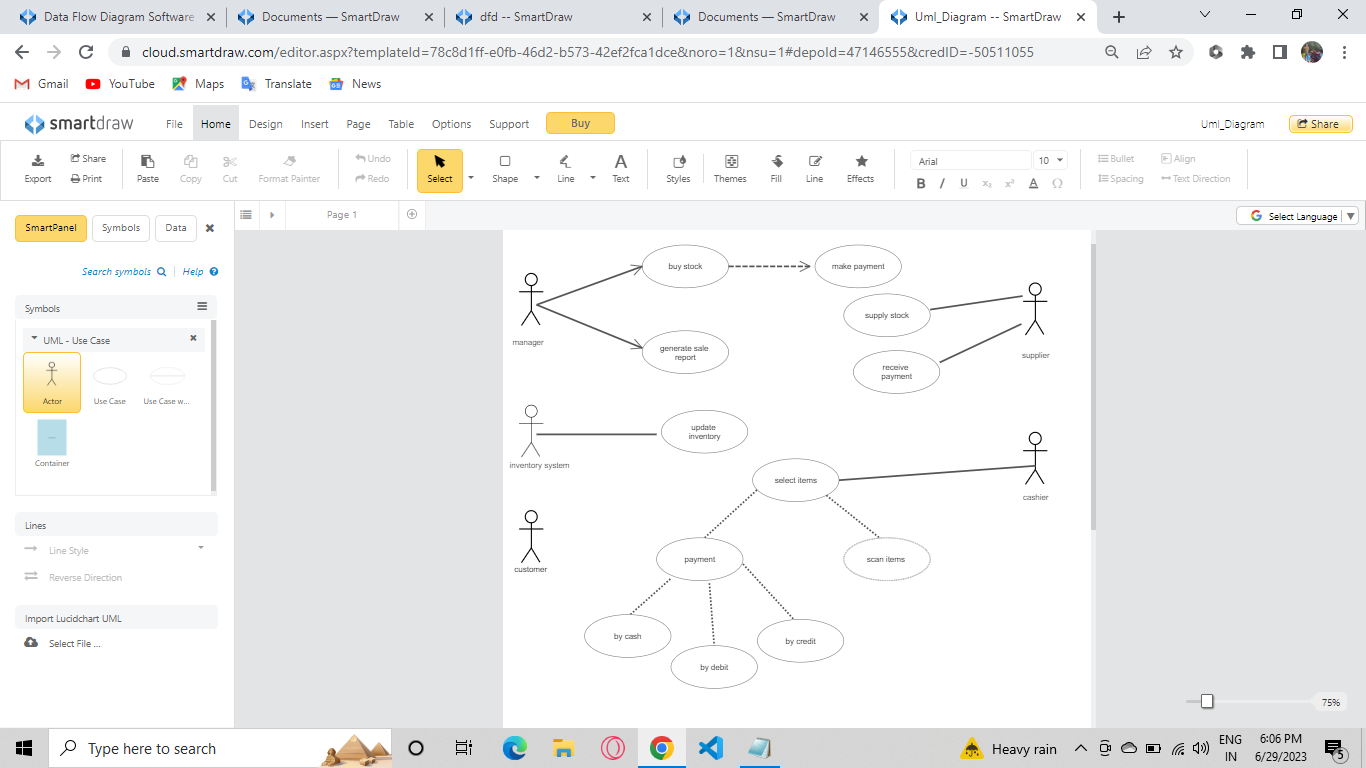 Data Flow Diagram Software
Documents — SmartDraw
dfd -- SmartDraw
Documents — SmartDraw
Uml_Diagram -- SmartDraw
cloud.smartdraw.com/editor.aspx?templateId=78c8d1ff-e0fb-46d2-b573-42ef2fca1dce&noro=1&nsu=1#depoId=47146555&credID=-50511055
Gmail
YouTube
Maps
Translate
News
smartdraw
File
Home
Design
Insert
Page
Table
Options
Support
Buy
Uml_Diagram
Share
Export
Share
Print
Paste
Copy
Cut
Format Painter
Undo
Redo
Select
Shape
Line
Text
Styles
Themes
Fill
Line
Effects
Arial
10
B I U x₂ x² A Ω
Bullet
Spacing
Align
Text Direction
SmartPanel
Symbols
Data
Page 1
Select Language
Search symbols
Help
Symbols
UML - Use Case
Actor
Use Case
Use Case w...
Container
Lines
Line Style
Reverse Direction
Import Lucidchart UML
Select File ...
buy stock
make payment
manager
supply stock
generate sale
report
supplier
receive
payment
update
inventory
inventory system
select items
cashier
customer
payment
scan items
by cash
by credit
by debit
75%
Type here to search
Heavy rain
ENG
IN
6:06 PM
6/29/2023
5